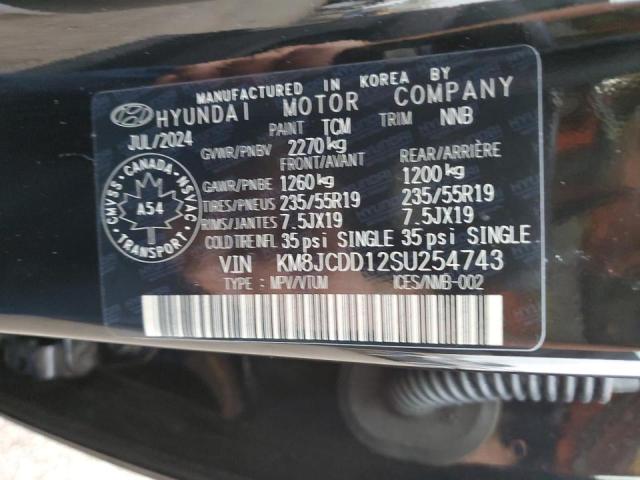 MANUFACTURED IN KOREA BY
HYUNDAI MOTOR COMPANY
JUL/2024 PAINT TCM TRIM NNB
GVWR/PNBV 2270 kg
FRONT/AVANT REAR/ARRIÈRE
GAWR/PNBE 1260 kg 1200 kg
TIRES/PNEUS 235/55R19 235/55R19
RIMS/JANTES 7.5JX19 7.5JX19
COLD TIRE INFL 35 psi SINGLE 35 psi SINGLE
VIN KM8JCDD12SU254743
TYPE : MPV/VTUM ICES/NMB-002
CANADA
CMVSS NSVAC
A54
TRANSPORT